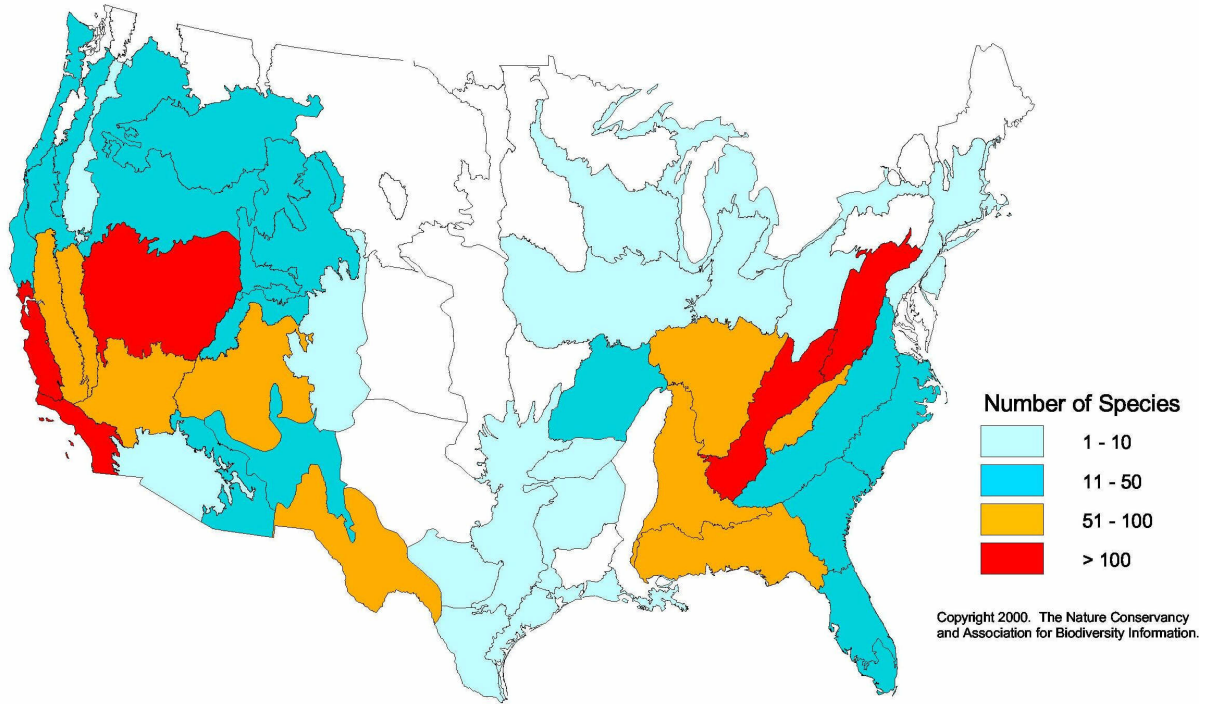 Number of Species
1 - 10
11 - 50
51 - 100
> 100
Copyright 2000. The Nature Conservancy
and Association for Biodiversity Information.